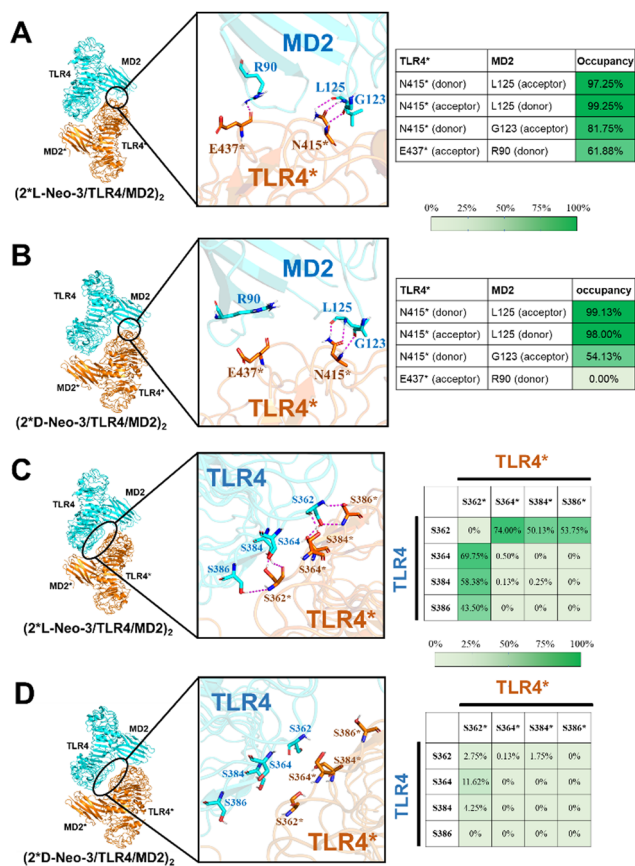 A
TLR4
MD2
MD2*
TLR4*
(2*L-Neo-3/TLR4/MD2)2
MD2
R90
L125
G123
E437*
N415*
TLR4*
TLR4* MD2 Occupancy
N415* (donor) L125 (acceptor) 97.25%
N415* (acceptor) L125 (donor) 99.25%
N415* (donor) G123 (acceptor) 81.75%
E437* (acceptor) R90 (donor) 61.88%
0% 25% 50% 75% 100%
B
TLR4
MD2
MD2*
TLR4*
(2*D-Neo-3/TLR4/MD2)2
MD2
R90
L125
G123
E437*
N415*
TLR4*
TLR4* MD2 occupancy
N415* (donor) L125 (acceptor) 99.13%
N415* (acceptor) L125 (donor) 98.00%
N415* (donor) G123 (acceptor) 54.13%
E437* (acceptor) R90 (donor) 0.00%
C
TLR4
MD2
MD2*
TLR4*
(2*L-Neo-3/TLR4/MD2)2
TLR4
S362
S386*
S384
S364
S384*
S386
S364*
S362*
TLR4*
TLR4*
S362* S364* S384* S386*
TLR4
S362 0% 74.00% 50.13% 53.75%
S364 69.75% 0.50% 0% 0%
S384 58.38% 0.13% 0.25% 0%
S386 43.50% 0% 0% 0%
0% 25% 50% 75% 100%
D
TLR4
MD2
MD2*
TLR4*
(2*D-Neo-3/TLR4/MD2)2
TLR4
S362
S386*
S384
S364
S384*
S364*
S386
S362*
TLR4*
TLR4*
S362* S364* S384* S386*
TLR4
S362 2.75% 0.13% 1.75% 0%
S364 11.62% 0% 0% 0%
S384 4.25% 0% 0% 0%
S386 0% 0% 0% 0%